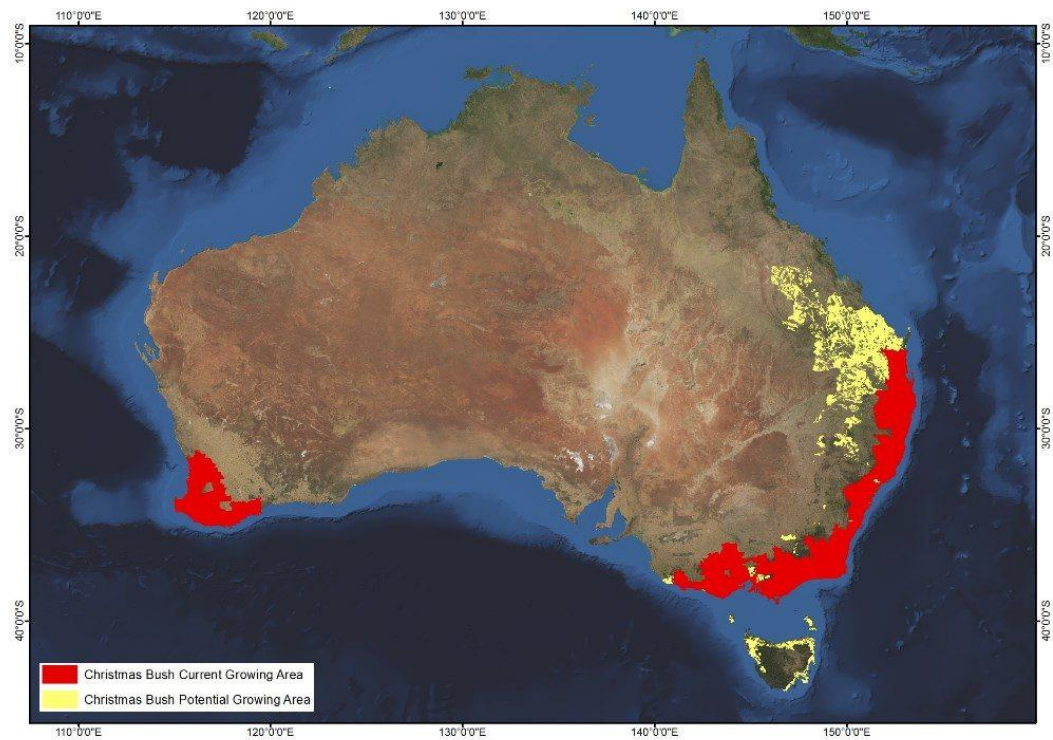 110°0'0"E 120°0'0"E 130°0'0"E 140°0'0"E 150°0'0"E
10°0'0"S 10°0'0"S
20°0'0"S 20°0'0"S
30°0'0"S 30°0'0"S
40°0'0"S 40°0'0"S
Christmas Bush Current Growing Area
Christmas Bush Potential Growing Area
110°0'0"E 120°0'0"E 130°0'0"E 140°0'0"E 150°0'0"E